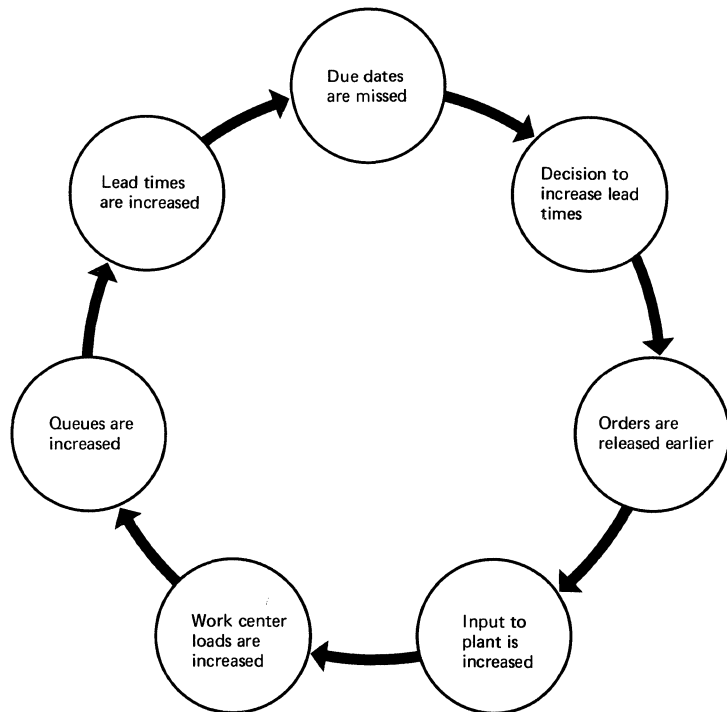 Due dates
are missed
Decision to
increase lead
times
Orders are
released earlier
Input to
plant is
increased
Work center
loads are
increased
Queues are
increased
Lead times
are increased